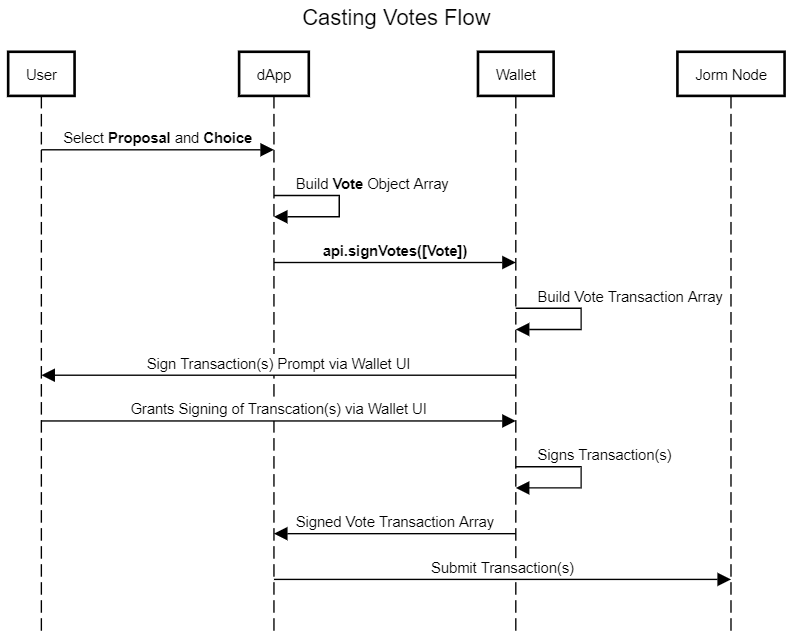 Casting Votes Flow
User
dApp
Wallet
Jorm Node
Select Proposal and Choice
Build Vote Object Array
api.signVotes([Vote])
Build Vote Transaction Array
Sign Transaction(s) Prompt via Wallet UI
Grants Signing of Transcation(s) via Wallet UI
Signs Transaction(s)
Signed Vote Transaction Array
Submit Transaction(s)